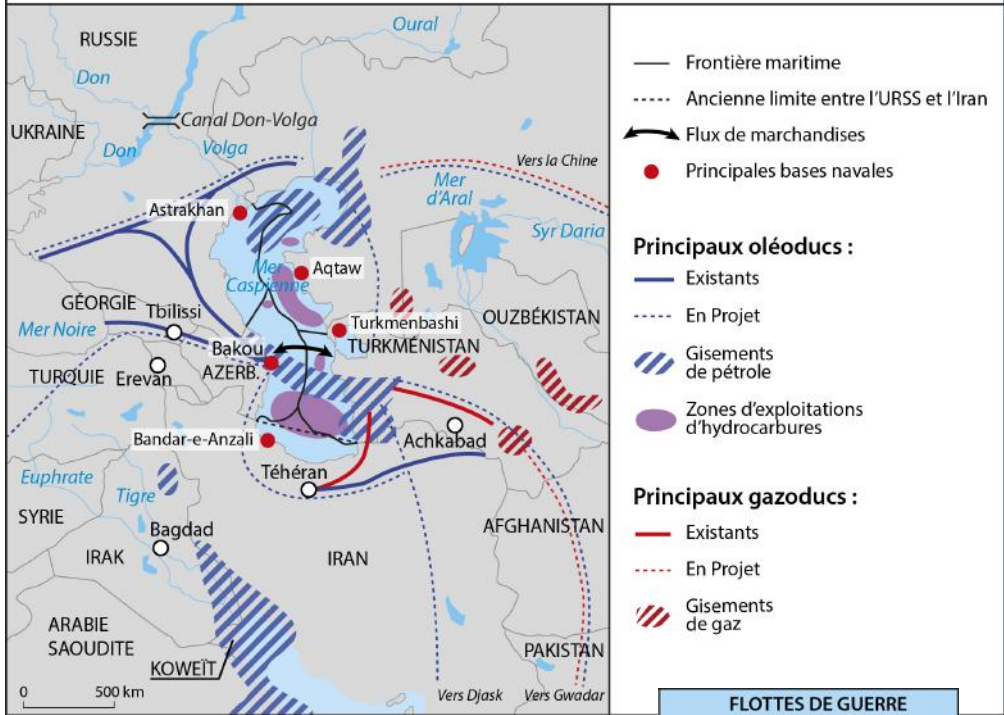 RUSSIE
Oural
Don
Canal Don-Volga
UKRAINE
Don
Volga
Vers la Chine
Mer
d'Aral
Astrakhan
Syr Daria
Mer
Caspienne
Aqtaw
GÉORGIE
Tbilissi
OUZBÉKISTAN
Mer Noire
Turkmenbashi
TURKMÉNISTAN
Bakou
AZERB.
TURQUIE
Erevan
Bandar-e-Anzali
Achkabad
Téhéran
Euphrate
Tigre
SYRIE
AFGHANISTAN
Bagdad
IRAK
IRAN
ARABIE
SAOUDITE
KOWEÏT
PAKISTAN
0 500 km
Vers Djask
Vers Gwadar
Frontière maritime
Ancienne limite entre l'URSS et l'Iran
Flux de marchandises
Principales bases navales
Principaux oléoducs :
Existants
En Projet
Gisements
de pétrole
Zones d'exploitations
d'hydrocarbures
Principaux gazoducs :
Existants
En Projet
Gisements
de gaz
FLOTTES DE GUERRE